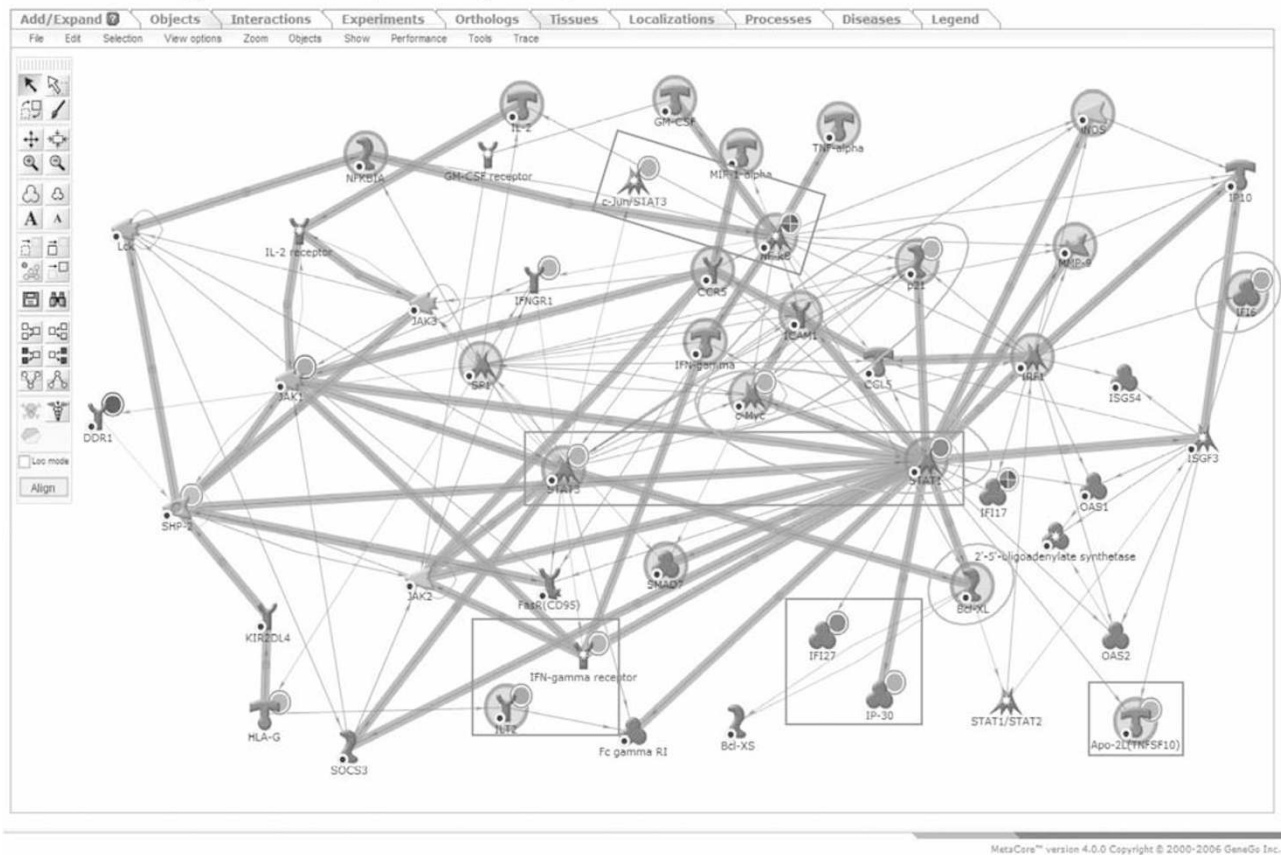 Add/Expand ? Objects Interactions Experiments Orthologs Tissues Localizations Processes Diseases Legend
File Edit Selection View options Zoom Objects Show Performance Tools Trace
IL-2
GM-CSF
TNF-alpha
iNOS
NFKBIA
GM-CSF receptor
MIP-1-alpha
IP10
c-Jun/STAT3
A A
Lck
IL-2 receptor
NF-kB
MMP-9
IFNGR1
CCR5
p21
IFI6
JAK3
ICAM1
IFN-gamma
SP1
CCL5
IRF1
ISG54
JAK1
c-Myc
DDR1
Loc mode
Align
STAT3
STAT1
ISGF3
IFI17
OAS1
SHP-2
2'-5'-oligoadenylate synthetase
JAK2
SMAD7
FasR(CD95)
Bcl-XL
KIR2DL4
IFI27
OAS2
IFN-gamma receptor
HLA-G
ILT2
IP-30
STAT1/STAT2
Fc gamma RI
Bcl-XS
Apo-2L(TNFSF10)
SOCS3
MetaCore™ version 4.0.0 Copyright © 2000-2006 GeneGo Inc.